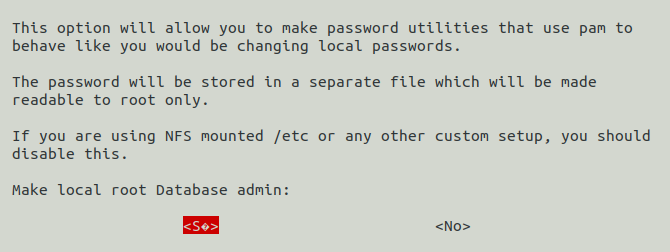 This option will allow you to make password utilities that use pam to
behave like you would be changing local passwords.
The password will be stored in a separate file which will be made
readable to root only.
If you are using NFS mounted /etc or any other custom setup, you should
disable this.
Make local root Database admin:
<S�> <No>